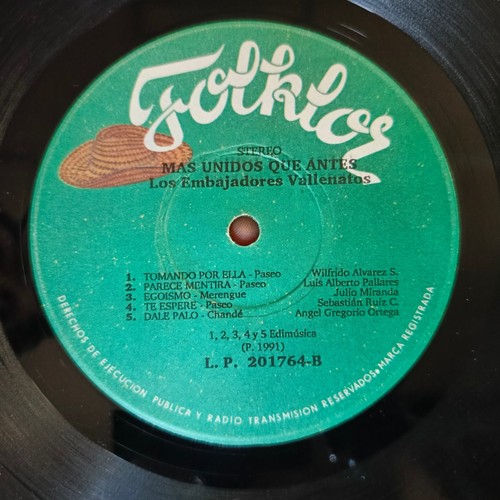 Folklor
STEREO
MAS UNIDOS QUE ANTES
Los Embajadores Vallenatos
1. TOMANDO POR ELLA - Paseo Wilfrido Alvarez S.
2. PARECE MENTIRA - Paseo Luis Alberto Pallares
3. EGOISMO - Merengue Julio Miranda
4. TE ESPERE - Paseo Sebastián Ruíz C.
5. DALE PALO - Chandé Angel Gregorio Ortega
1, 2, 3, 4 y 5 Edimúsica
(P. 1991)
L. P. 201764-B
DERECHOS DE EJECUCION PUBLICA Y RADIO TRANSMISION RESERVADOS. MARCA REGISTRADA